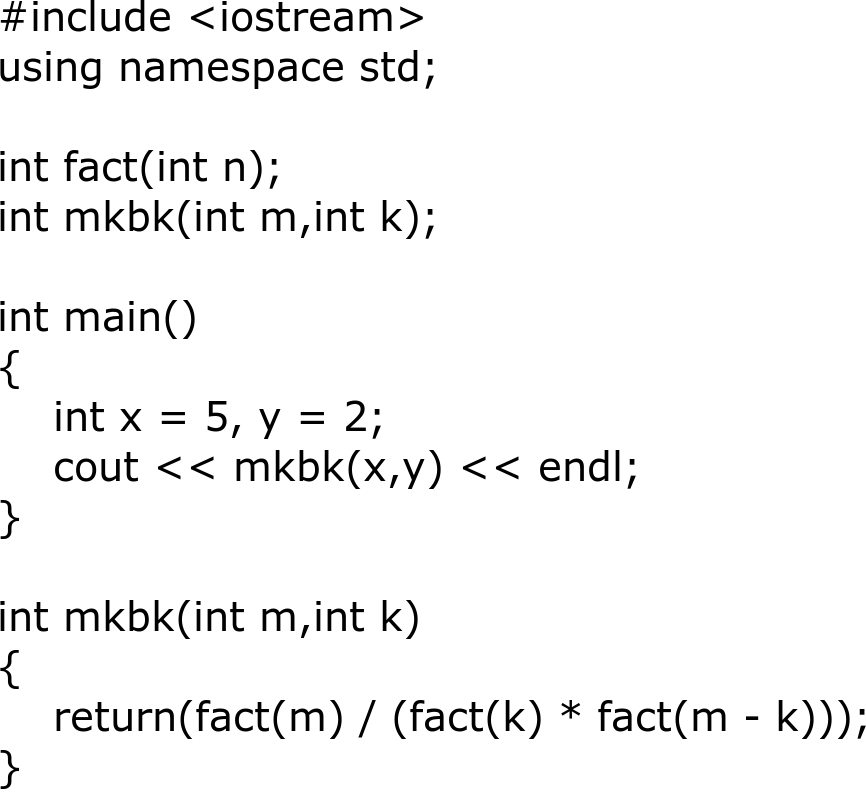 #include <iostream>
using namespace std;

int fact(int n);
int mkbk(int m,int k);

int main()
{
    int x = 5, y = 2;
    cout << mkbk(x,y) << endl;
}

int mkbk(int m,int k)
{
    return(fact(m) / (fact(k) * fact(m - k)));
}